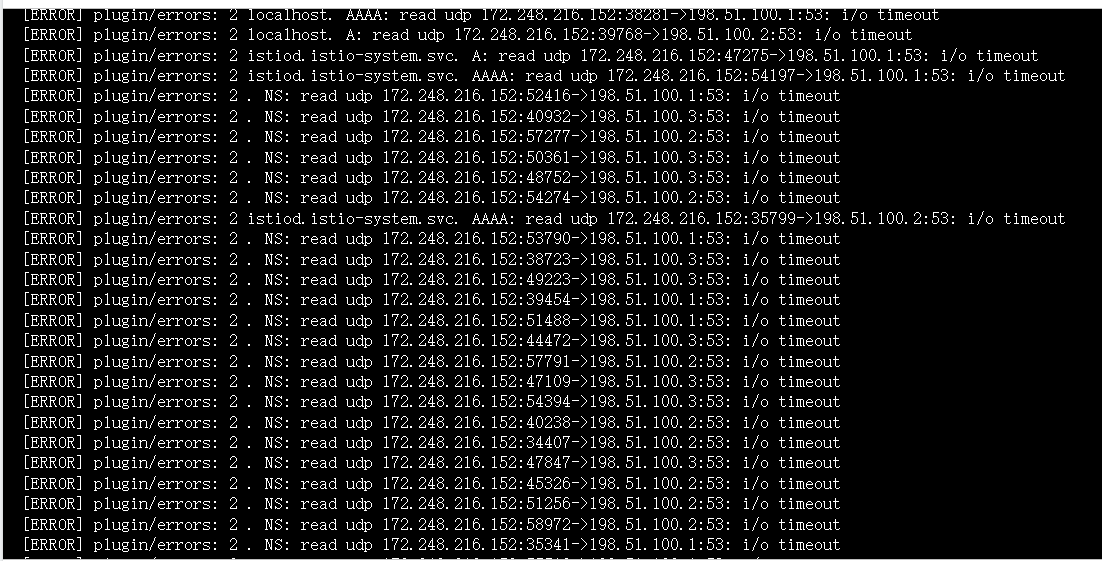 [ERROR] plugin/errors: 2 localhost. AAAA: read udp 172.248.216.152:38281->198.51.100.1:53: i/o timeout
[ERROR] plugin/errors: 2 localhost. A: read udp 172.248.216.152:39768->198.51.100.2:53: i/o timeout
[ERROR] plugin/errors: 2 istiod.istio-system.svc. A: read udp 172.248.216.152:47275->198.51.100.1:53: i/o timeout
[ERROR] plugin/errors: 2 istiod.istio-system.svc. AAAA: read udp 172.248.216.152:54197->198.51.100.1:53: i/o timeout
[ERROR] plugin/errors: 2 . NS: read udp 172.248.216.152:52416->198.51.100.1:53: i/o timeout
[ERROR] plugin/errors: 2 . NS: read udp 172.248.216.152:40932->198.51.100.3:53: i/o timeout
[ERROR] plugin/errors: 2 . NS: read udp 172.248.216.152:57277->198.51.100.2:53: i/o timeout
[ERROR] plugin/errors: 2 . NS: read udp 172.248.216.152:50361->198.51.100.3:53: i/o timeout
[ERROR] plugin/errors: 2 . NS: read udp 172.248.216.152:48752->198.51.100.3:53: i/o timeout
[ERROR] plugin/errors: 2 . NS: read udp 172.248.216.152:54274->198.51.100.2:53: i/o timeout
[ERROR] plugin/errors: 2 istiod.istio-system.svc. AAAA: read udp 172.248.216.152:35799->198.51.100.2:53: i/o timeout
[ERROR] plugin/errors: 2 . NS: read udp 172.248.216.152:53790->198.51.100.1:53: i/o timeout
[ERROR] plugin/errors: 2 . NS: read udp 172.248.216.152:38723->198.51.100.3:53: i/o timeout
[ERROR] plugin/errors: 2 . NS: read udp 172.248.216.152:49223->198.51.100.3:53: i/o timeout
[ERROR] plugin/errors: 2 . NS: read udp 172.248.216.152:39454->198.51.100.1:53: i/o timeout
[ERROR] plugin/errors: 2 . NS: read udp 172.248.216.152:51488->198.51.100.1:53: i/o timeout
[ERROR] plugin/errors: 2 . NS: read udp 172.248.216.152:44472->198.51.100.3:53: i/o timeout
[ERROR] plugin/errors: 2 . NS: read udp 172.248.216.152:57791->198.51.100.2:53: i/o timeout
[ERROR] plugin/errors: 2 . NS: read udp 172.248.216.152:47109->198.51.100.3:53: i/o timeout
[ERROR] plugin/errors: 2 . NS: read udp 172.248.216.152:54394->198.51.100.3:53: i/o timeout
[ERROR] plugin/errors: 2 . NS: read udp 172.248.216.152:40238->198.51.100.2:53: i/o timeout
[ERROR] plugin/errors: 2 . NS: read udp 172.248.216.152:34407->198.51.100.2:53: i/o timeout
[ERROR] plugin/errors: 2 . NS: read udp 172.248.216.152:47847->198.51.100.3:53: i/o timeout
[ERROR] plugin/errors: 2 . NS: read udp 172.248.216.152:45326->198.51.100.2:53: i/o timeout
[ERROR] plugin/errors: 2 . NS: read udp 172.248.216.152:51256->198.51.100.2:53: i/o timeout
[ERROR] plugin/errors: 2 . NS: read udp 172.248.216.152:58972->198.51.100.2:53: i/o timeout
[ERROR] plugin/errors: 2 . NS: read udp 172.248.216.152:35341->198.51.100.1:53: i/o timeout